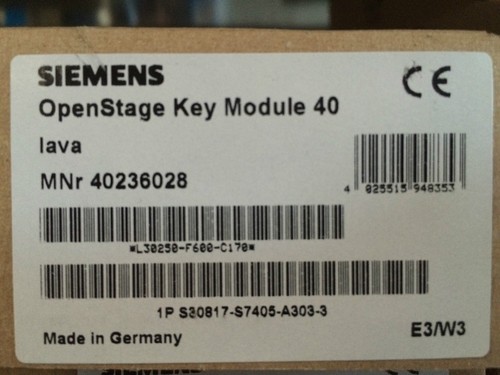 SIEMENS
CE
OpenStage Key Module 40
lava
MNr 40236028
4 025515 948353
*L30250-F600-C170*
1P S30817-S7405-A303-3
Made in Germany
E3/W3
SIEMENS